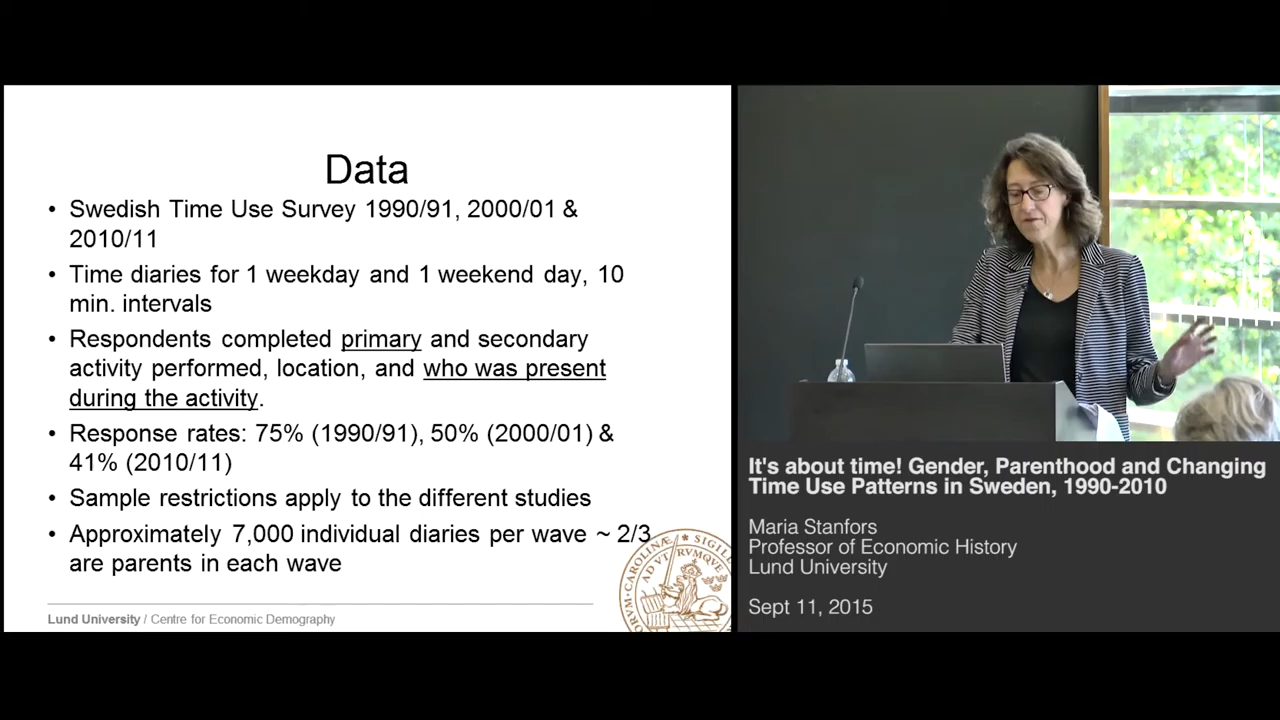 Data
• Swedish Time Use Survey 1990/91, 2000/01 &
2010/11
• Time diaries for 1 weekday and 1 weekend day, 10
min. intervals
• Respondents completed primary and secondary
activity performed, location, and who was present
during the activity.
• Response rates: 75% (1990/91), 50% (2000/01) &
41% (2010/11)
• Sample restrictions apply to the different studies
• Approximately 7,000 individual diaries per wave ~ 2/3
are parents in each wave
Lund University / Centre for Economic Demography
CAROLINÆ SIGILL
AD UTRVMQVE
It's about time! Gender, Parenthood and Changing
Time Use Patterns in Sweden, 1990-2010
Maria Stanfors
Professor of Economic History
Lund University
Sept 11, 2015